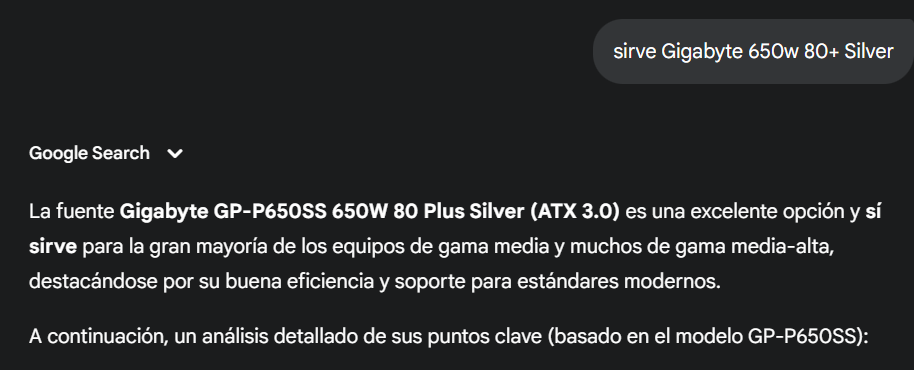 sirve Gigabyte 650w 80+ Silver
Google Search
La fuente Gigabyte GP-P650SS 650W 80 Plus Silver (ATX 3.0) es una excelente opción y sí
sirve para la gran mayoría de los equipos de gama media y muchos de gama media-alta,
destacándose por su buena eficiencia y soporte para estándares modernos.
A continuación, un análisis detallado de sus puntos clave (basado en el modelo GP-P650SS):